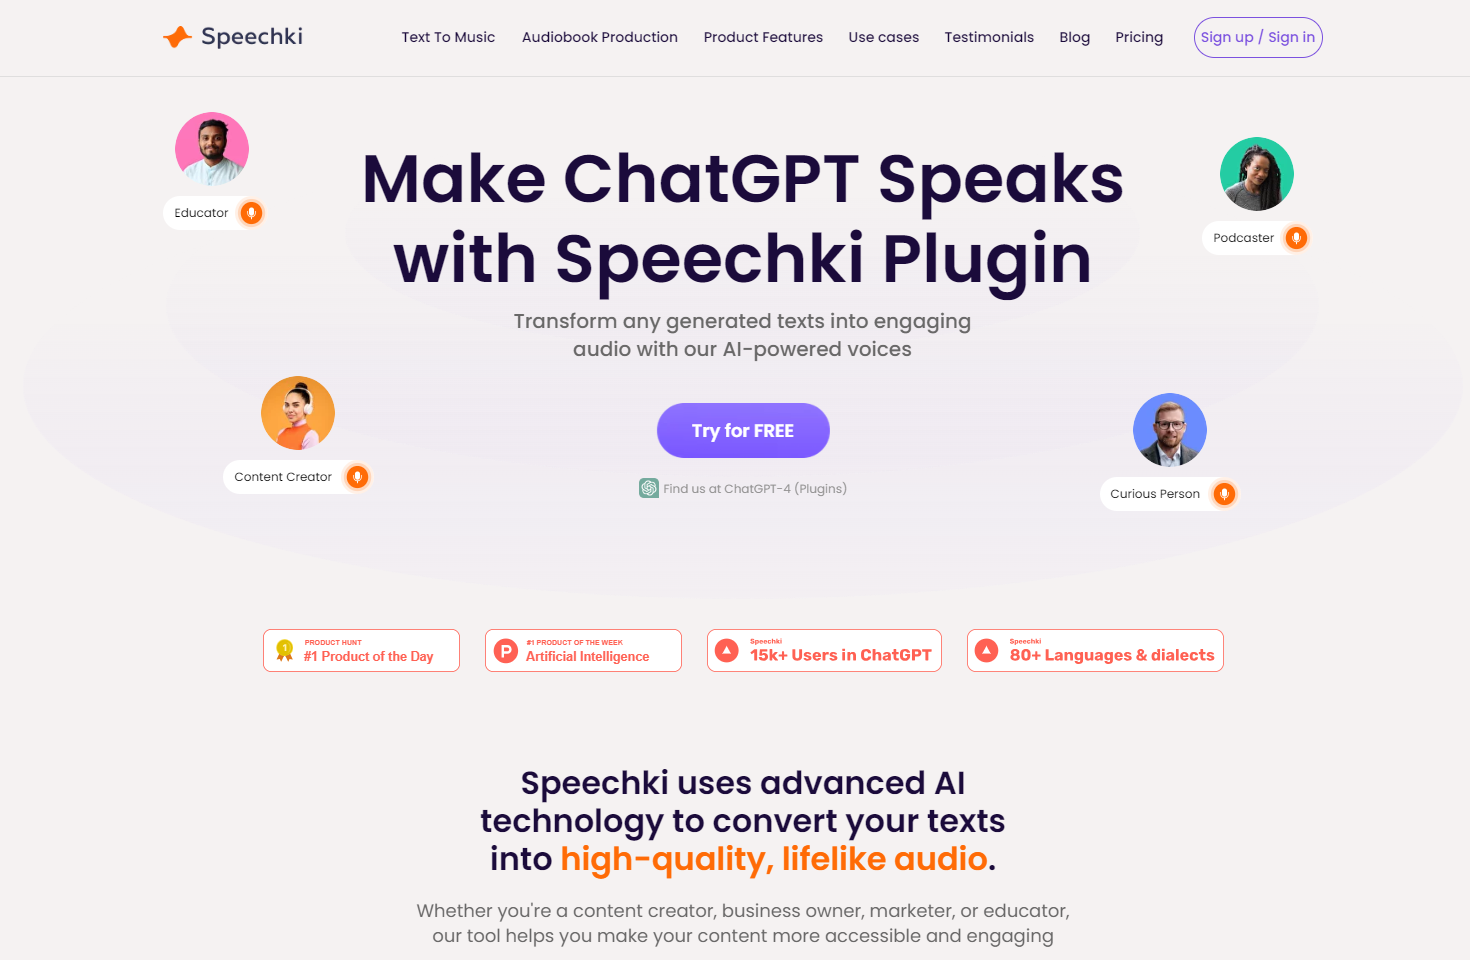 Speechki
Text To Music
Audiobook Production
Product Features
Use cases
Testimonials
Blog
Pricing
Sign up / Sign in
Educator
Podcaster
Make ChatGPT Speaks
with Speechki Plugin
Transform any generated texts into engaging
audio with our AI-powered voices
Content Creator
Curious Person
Try for FREE
Find us at ChatGPT-4 (Plugins)
1
PRODUCT HUNT
#1 Product of the Day
P
#1 PRODUCT OF THE WEEK
Artificial Intelligence
Speechki
15k+ Users in ChatGPT
Speechki
80+ Languages & dialects
Speechki uses advanced AI
technology to convert your texts
into high-quality, lifelike audio.
Whether you're a content creator, business owner, marketer, or educator,
our tool helps you make your content more accessible and engaging